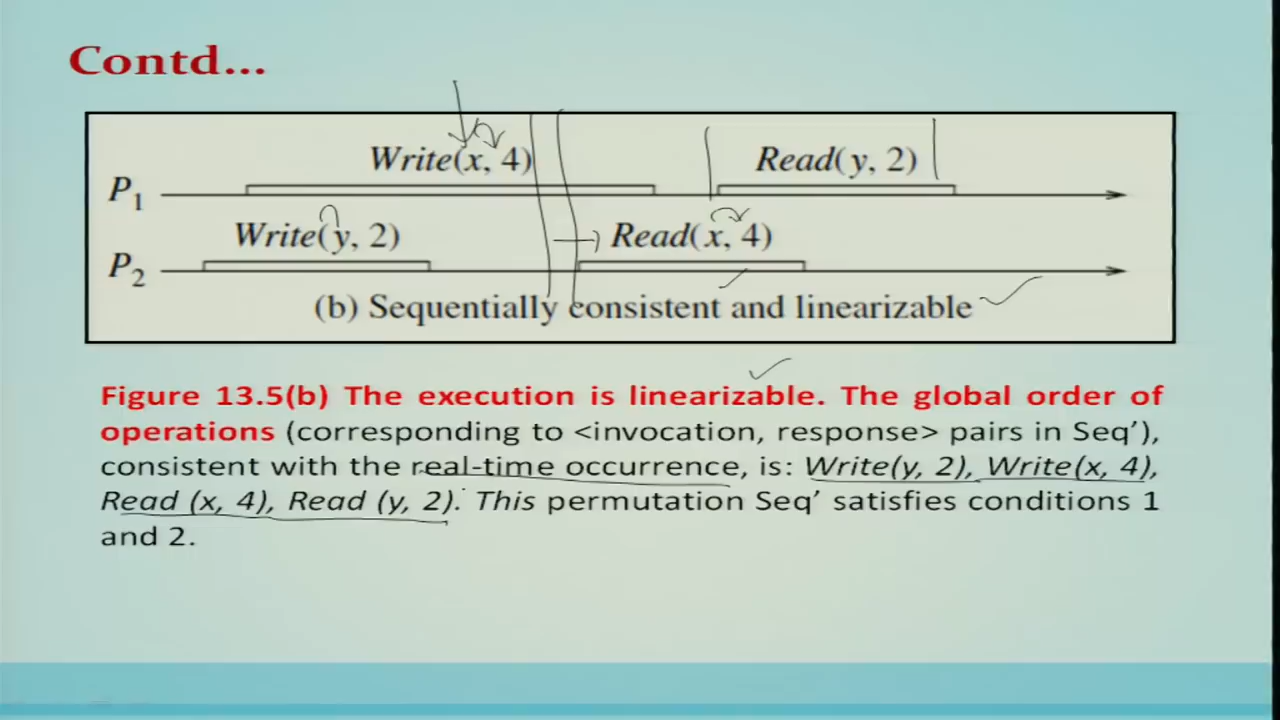 Contd...
Write(x, 4) Read(y, 2)
P1
Write(y, 2) Read(x, 4)
P2
(b) Sequentially consistent and linearizable
Figure 13.5(b) The execution is linearizable. The global order of
operations (corresponding to <invocation, response> pairs in Seq’),
consistent with the real-time occurrence, is: Write(y, 2), Write(x, 4),
Read (x, 4), Read (y, 2). This permutation Seq’ satisfies conditions 1
and 2.